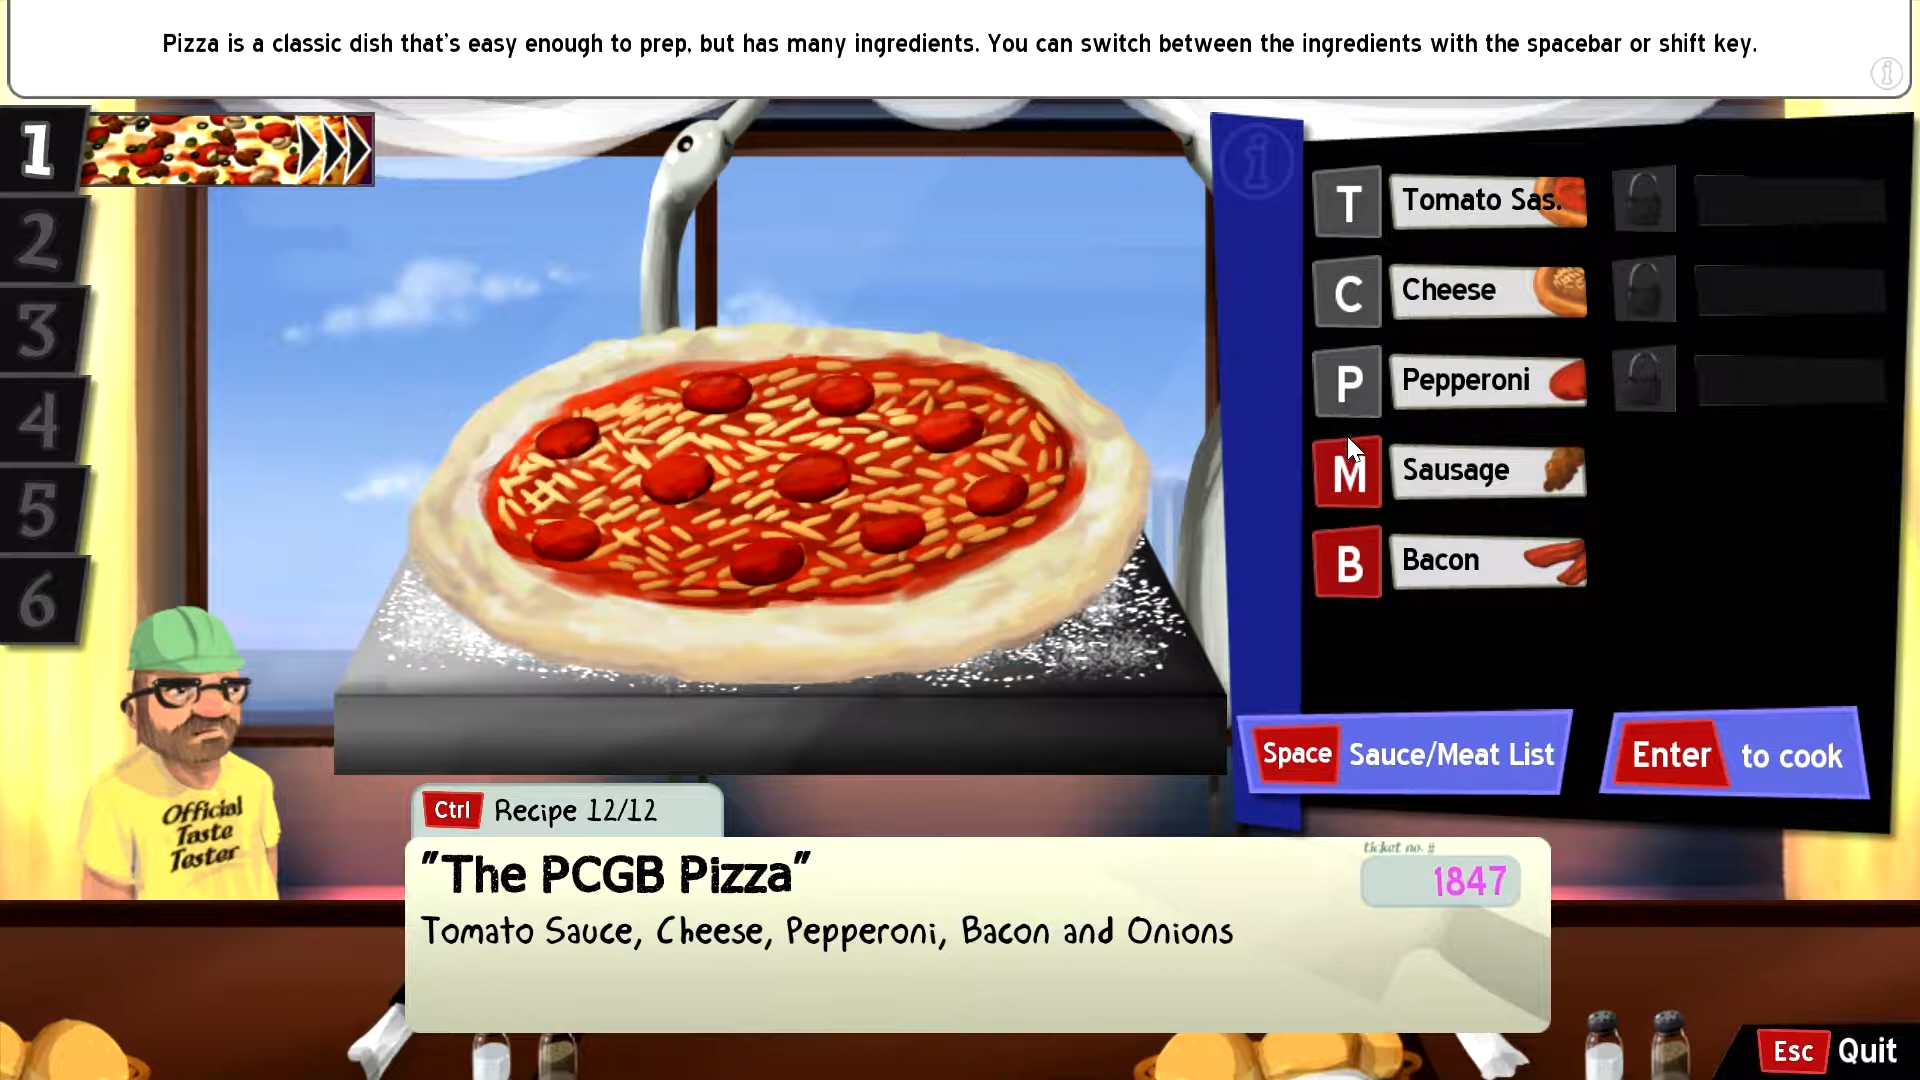 Pizza is a classic dish that's easy enough to prep, but has many ingredients. You can switch between the ingredients with the spacebar or shift key.
1
2
3
4
5
6
T Tomato Sas.
C Cheese
P Pepperoni
M Sausage
B Bacon
Space Sauce/Meat List
Enter to cook
Official
Taste
Tester
Ctrl Recipe 12/12
"The PCGB Pizza"
ticket no. #
1847
Tomato Sauce, Cheese, Pepperoni, Bacon and Onions
Esc Quit